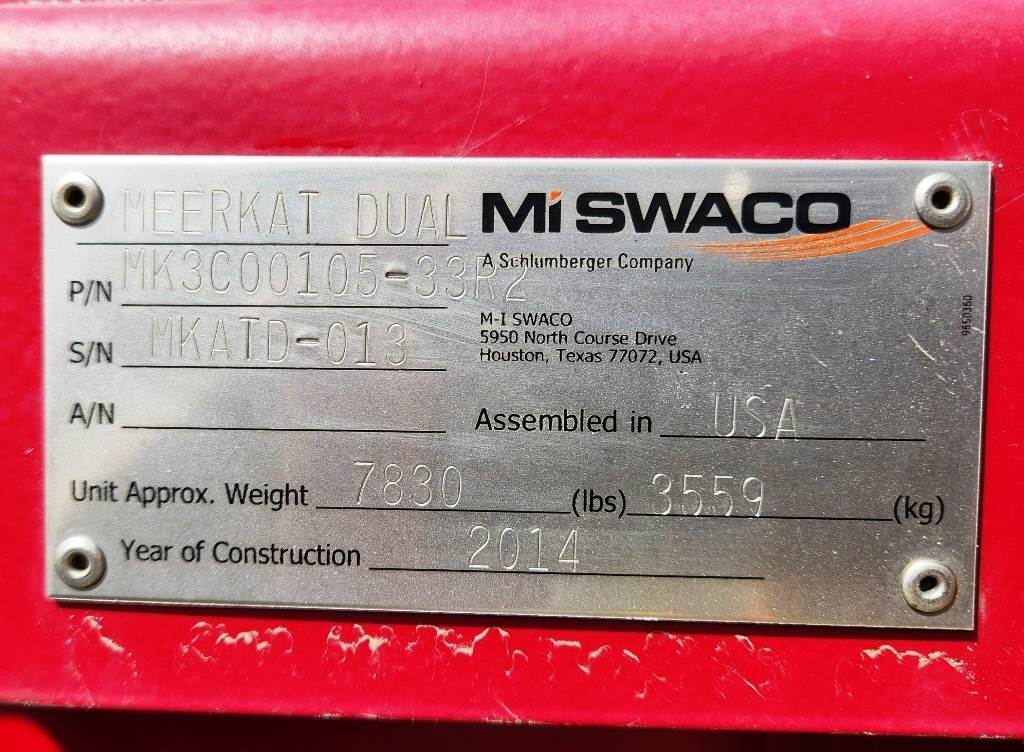 MEERKAT DUAL
Mi SWACO
A Schlumberger Company
P/N MK3C00105-33R2
M-I SWACO
5950 North Course Drive
Houston, Texas 77072, USA
9650360
S/N MKATD-013
A/N
Assembled in USA
Unit Approx. Weight 7830 (lbs) 3559 (kg)
Year of Construction 2014